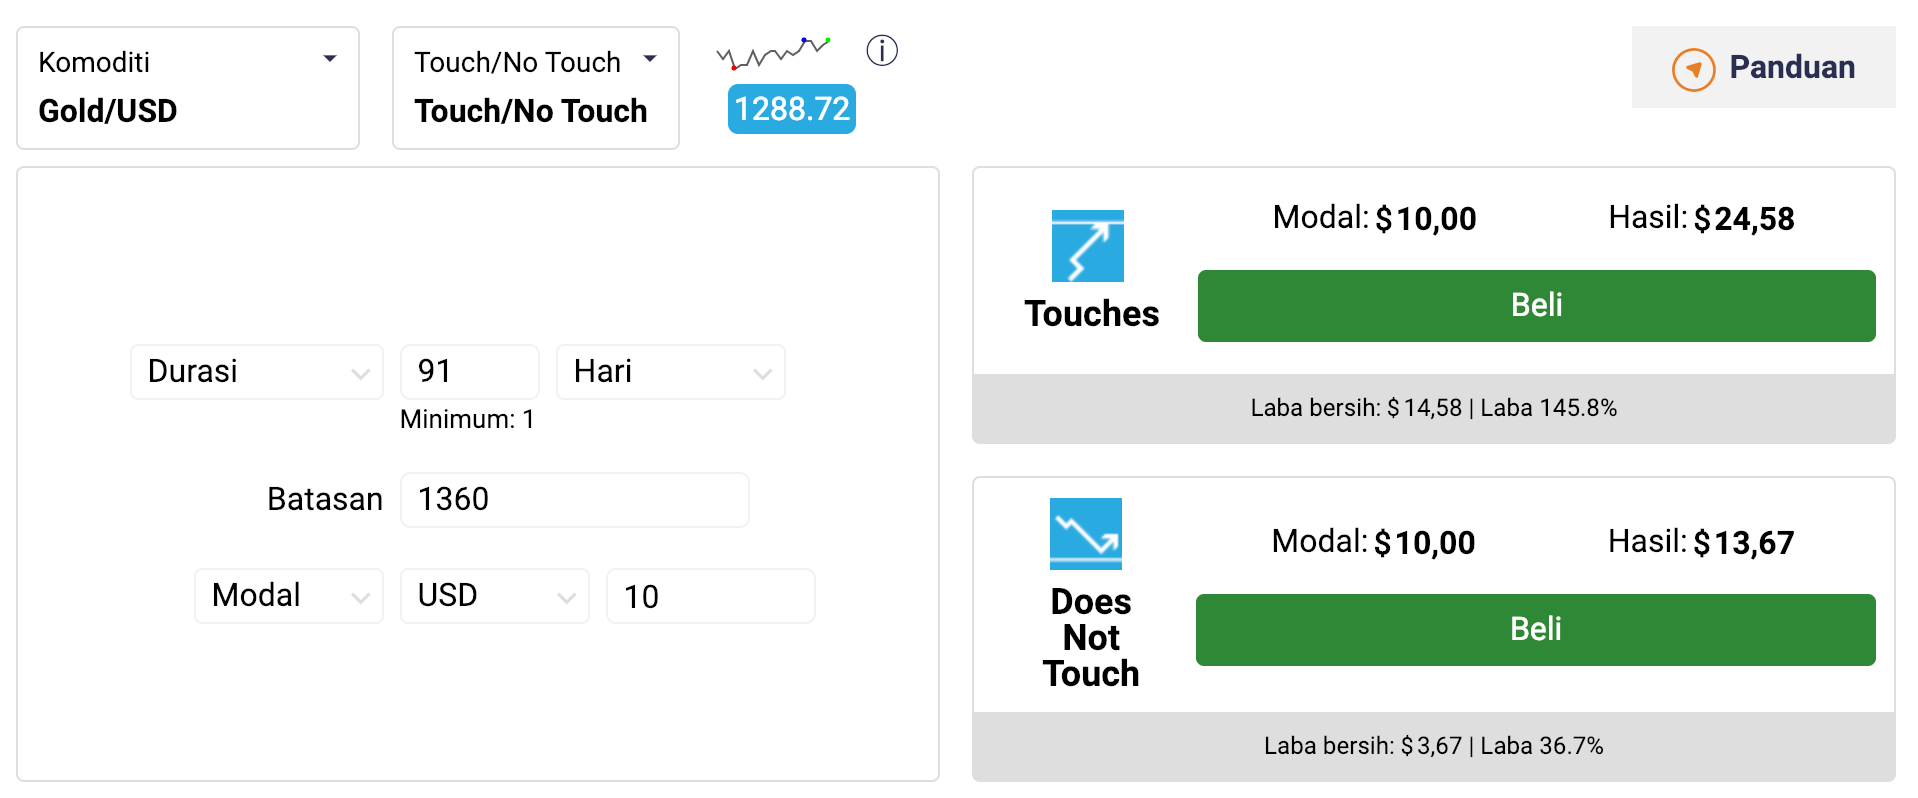 Komoditi
Gold/USD
Touch/No Touch
Touch/No Touch
1288.72
Panduan
Durasi 91 Hari
Minimum: 1
Batasan 1360
Modal USD 10
Modal: $10,00 Hasil: $24,58
Touches
Beli
Laba bersih: $14,58 | Laba 145.8%
Modal: $10,00 Hasil: $13,67
Does
Not
Touch
Beli
Laba bersih: $3,67 | Laba 36.7%